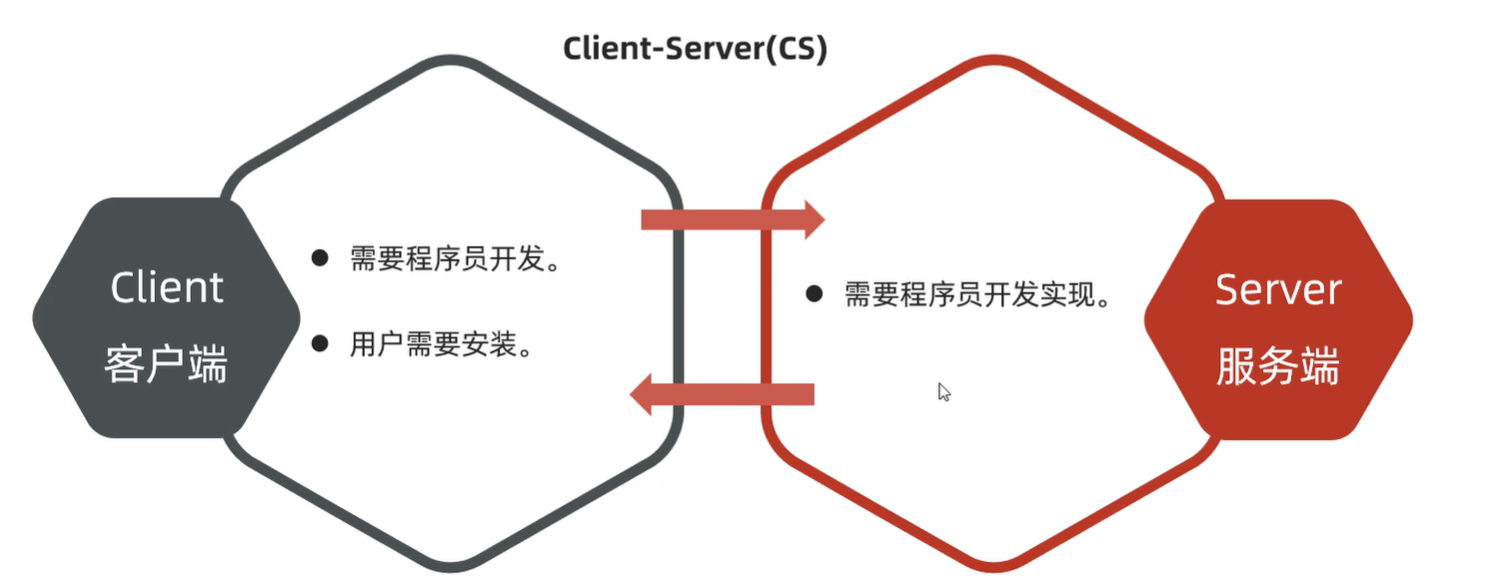 Client-Server(CS)
Client
客户端
● 需要程序员开发。
● 用户需要安装。
● 需要程序员开发实现。
Server
服务端